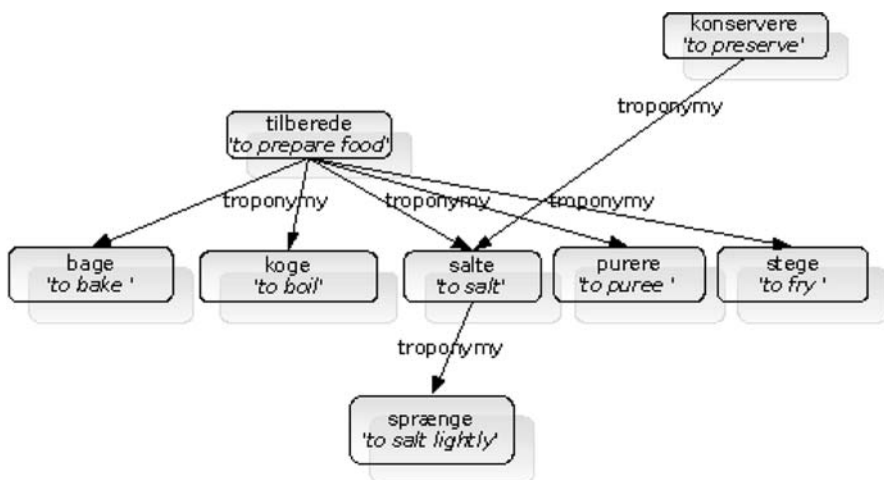 konservere
'to preserve'
troponymy
tilberede
'to prepare food'
troponymy troponymy troponymy
bage
'to bake '
koge
'to boil'
salte
'to salt'
purere
'to puree '
stege
'to fry '
troponymy
sprænge
'to salt lightly'